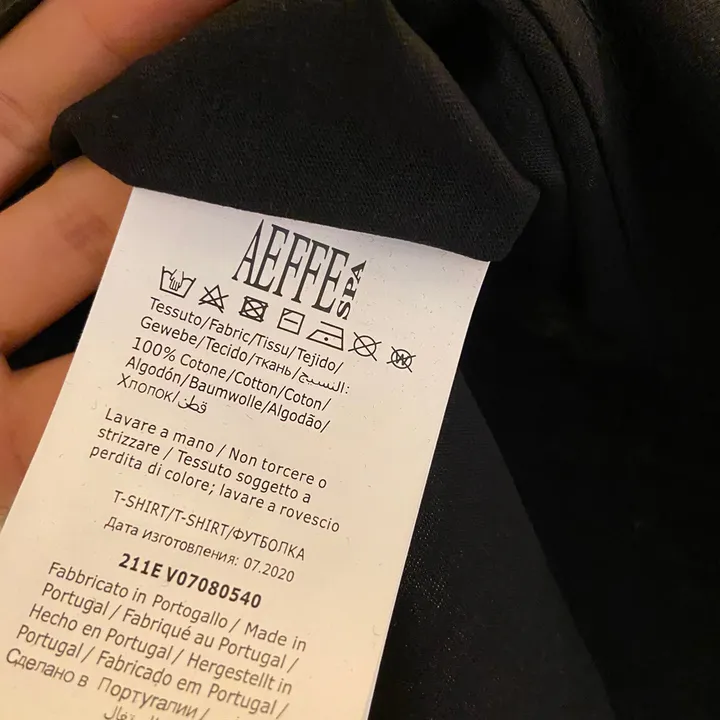 AEFFE SPA
Tessuto/Fabric/Tissu/Tejido/
Gewebe/Tecido/ткань/النسيج:
100% Cotone/Cotton/Coton/
Algodón/Baumwolle/Algodão/
Хлопок/قطن
Lavare a mano / Non torcere o
strizzare / Tessuto soggetto a
perdita di colore; lavare a rovescio
T-SHIRT/T-SHIRT/ФУТБОЛКА
Дата изготовления: 07.2020
211E V07080540
Fabbricato in Portogallo / Made in
Portugal / Fabriqué au Portugal /
Hecho en Portugal / Hergestellt in
Portugal / Fabricado em Portugal /
Сделано в Португалии /